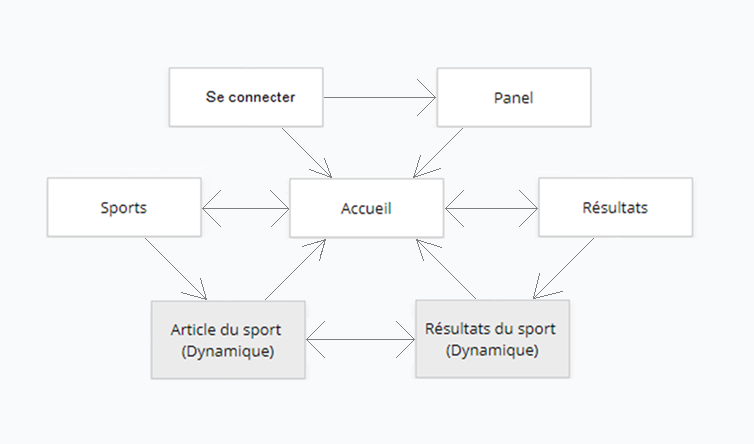 Se connecter
Panel
Sports
Accueil
Résultats
Article du sport
(Dynamique)
Résultats du sport
(Dynamique)